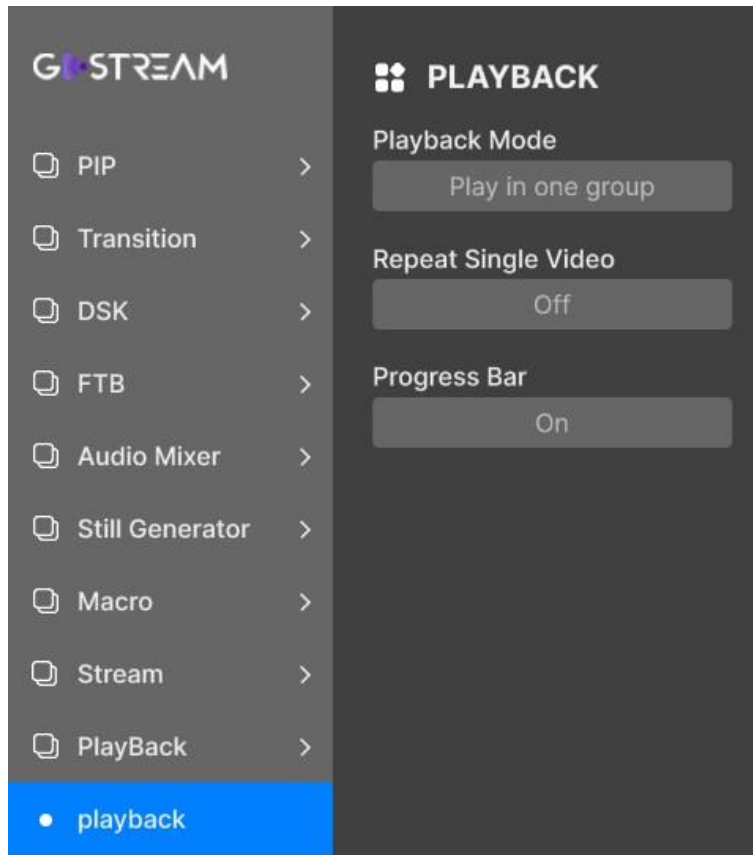 GOSTREAM
PIP
Transition
DSK
FTB
Audio Mixer
Still Generator
Macro
Stream
PlayBack
playback
PLAYBACK
Playback Mode
Play in one group
Repeat Single Video
Off
Progress Bar
On